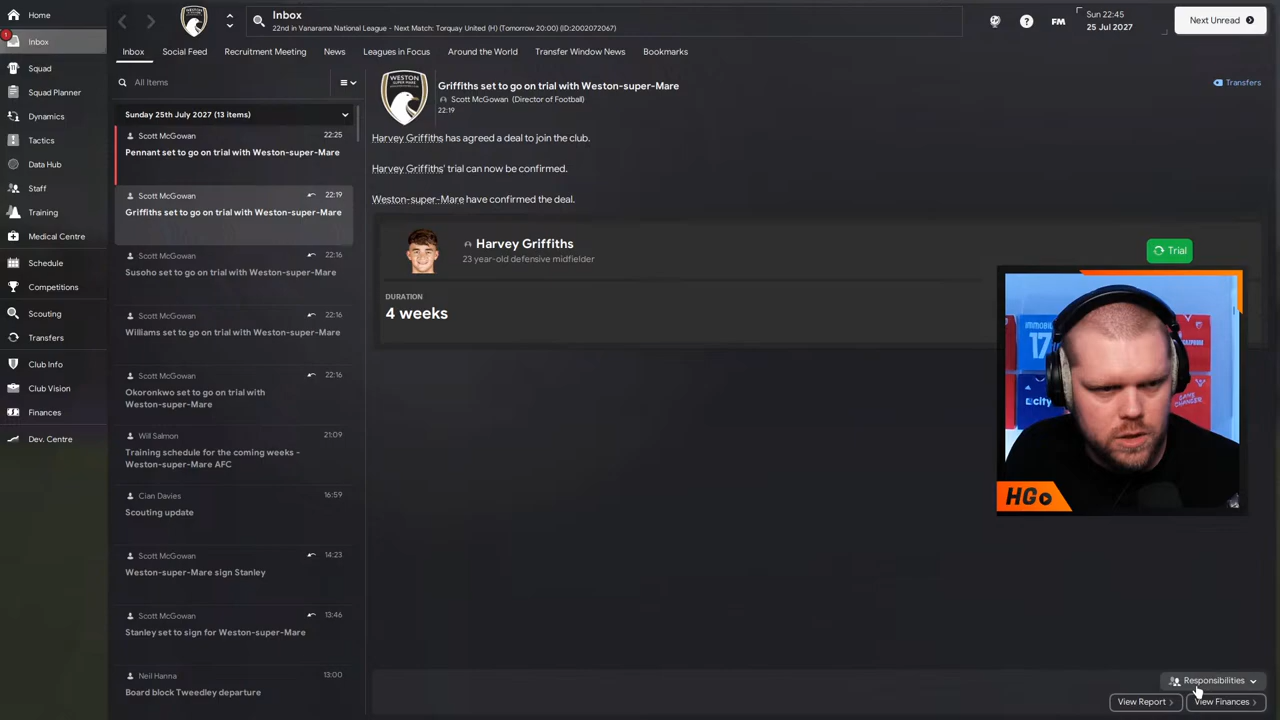 Home
1
Inbox
Squad
Squad Planner
Dynamics
Tactics
Data Hub
Staff
Training
Medical Centre
Schedule
Competitions
Scouting
Transfers
Club Info
Club Vision
Finances
Dev. Centre
WESTON
Inbox
22nd in Vanarama National League - Next Match: Torquay United (H) (Tomorrow 20:00) (ID:2002072067)
?
FM
Sun 22:45
25 Jul 2027
Next Unread
Inbox
Social Feed
Recruitment Meeting
News
Leagues in Focus
Around the World
Transfer Window News
Bookmarks
All Items
Sunday 25th July 2027 (13 items)
Scott McGowan 22:25
Pennant set to go on trial with Weston-super-Mare
Scott McGowan 22:19
Griffiths set to go on trial with Weston-super-Mare
Scott McGowan 22:16
Susoho set to go on trial with Weston-super-Mare
Scott McGowan 22:16
Williams set to go on trial with Weston-super-Mare
Scott McGowan 22:16
Okoronkwo set to go on trial with
Weston-super-Mare
Will Salmon 21:09
Training schedule for the coming weeks -
Weston-super-Mare AFC
Cian Davies 16:59
Scouting update
Scott McGowan 14:23
Weston-super-Mare sign Stanley
Scott McGowan 13:46
Stanley set to sign for Weston-super-Mare
Neil Hanna 13:00
Board block Tweedley departure
WESTON
SUPER MARE
Griffiths set to go on trial with Weston-super-Mare
Scott McGowan (Director of Football)
22:19
Transfers
Harvey Griffiths has agreed a deal to join the club.
Harvey Griffiths' trial can now be confirmed.
Weston-super-Mare have confirmed the deal.
Harvey Griffiths
23 year-old defensive midfielder
Trial
DURATION
4 weeks
17
city
GAME
CHANGER
HGo
Responsibilities
View Report
View Finances